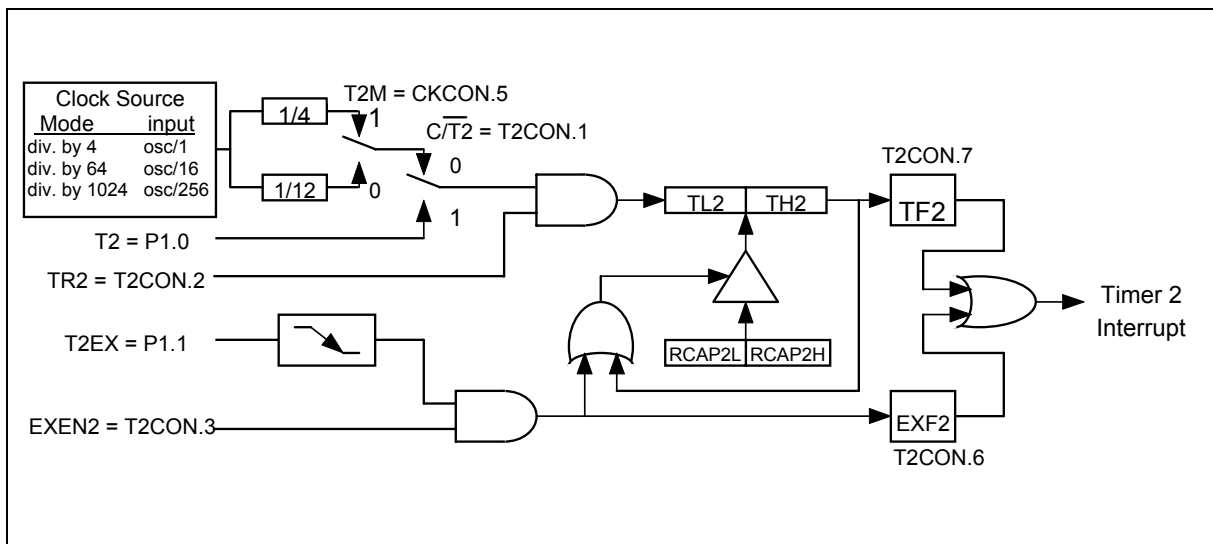 Clock Source
Mode input
div. by 4 osc/1
div. by 64 osc/16
div. by 1024 osc/256
1/4
1/12
T2M = CKCON.5
1
0
C/T2 = T2CON.1
0
1
T2 = P1.0
TR2 = T2CON.2
T2EX = P1.1
EXEN2 = T2CON.3
TL2 TH2
RCAP2L RCAP2H
T2CON.7
TF2
EXF2
T2CON.6
Timer 2
Interrupt